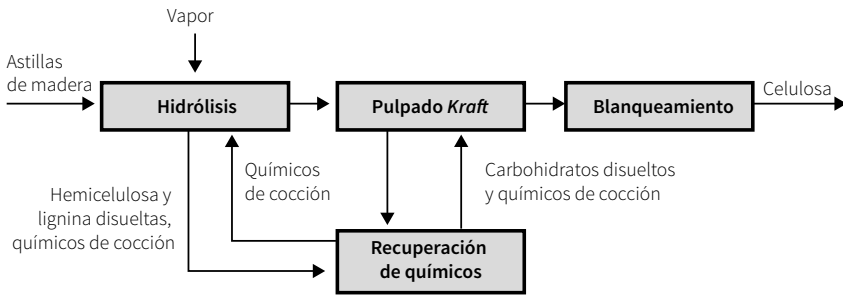 Vapor
Astillas
de madera
Hidrólisis
Pulpado Kraft
Blanqueamiento
Celulosa
Hemicelulosa y
lignina disueltas,
químicos de cocción
Químicos
de cocción
Carbohidratos disueltos
y químicos de cocción
Recuperación
de químicos